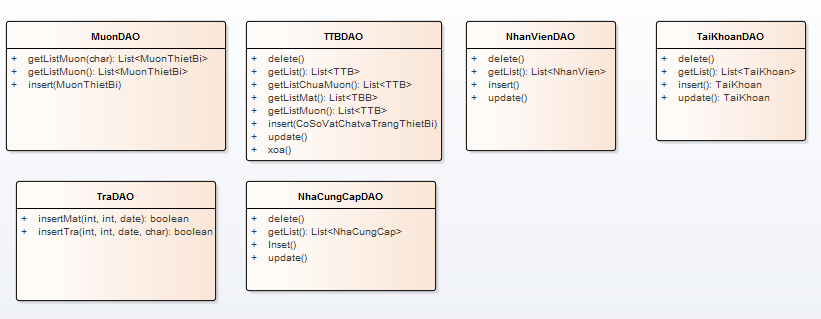 MuonDAO
+ getListMuon(char): List<MuonThietBi>
+ getListMuon(): List<MuonThietBi>
+ insert(MuonThietBi)
TTBDAO
+ delete()
+ getList(): List<TTB>
+ getListChuaMuon(): List<TTB>
+ getListMat(): List<TBB>
+ getListMuon(): List<TTB>
+ insert(CoSoVatChatvaTrangThietBi)
+ update()
+ xoa()
NhanVienDAO
+ delete()
+ getList(): List<NhanVien>
+ insert()
+ update()
TaiKhoanDAO
+ delete()
+ getList(): List<TaiKhoan>
+ insert(): TaiKhoan
+ update(): TaiKhoan
TraDAO
+ insertMat(int, int, date): boolean
+ insertTra(int, int, date, char): boolean
NhaCungCapDAO
+ delete()
+ getList(): List<NhaCungCap>
+ Inset()
+ update()